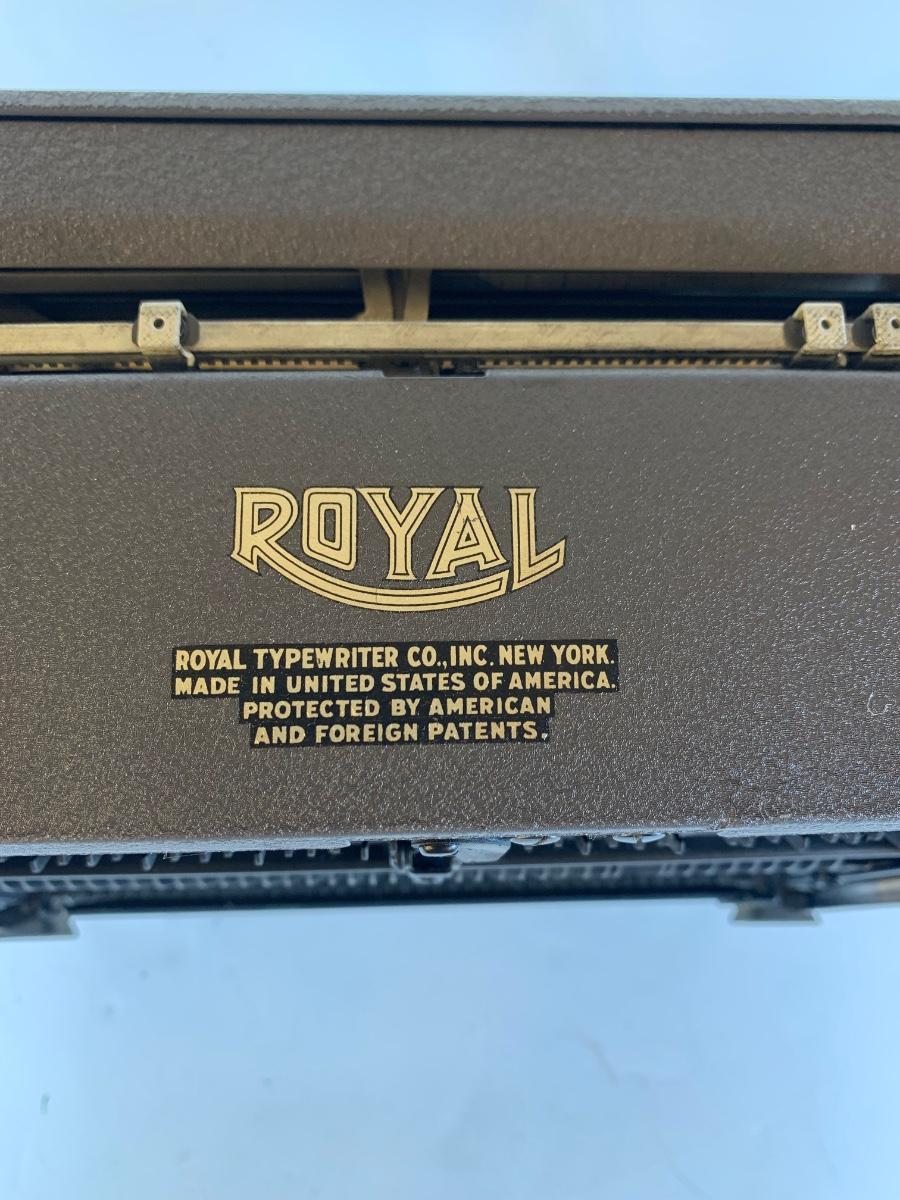 ROYAL
ROYAL TYPEWRITER CO., INC. NEW YORK.
MADE IN UNITED STATES OF AMERICA.
PROTECTED BY AMERICAN
AND FOREIGN PATENTS.